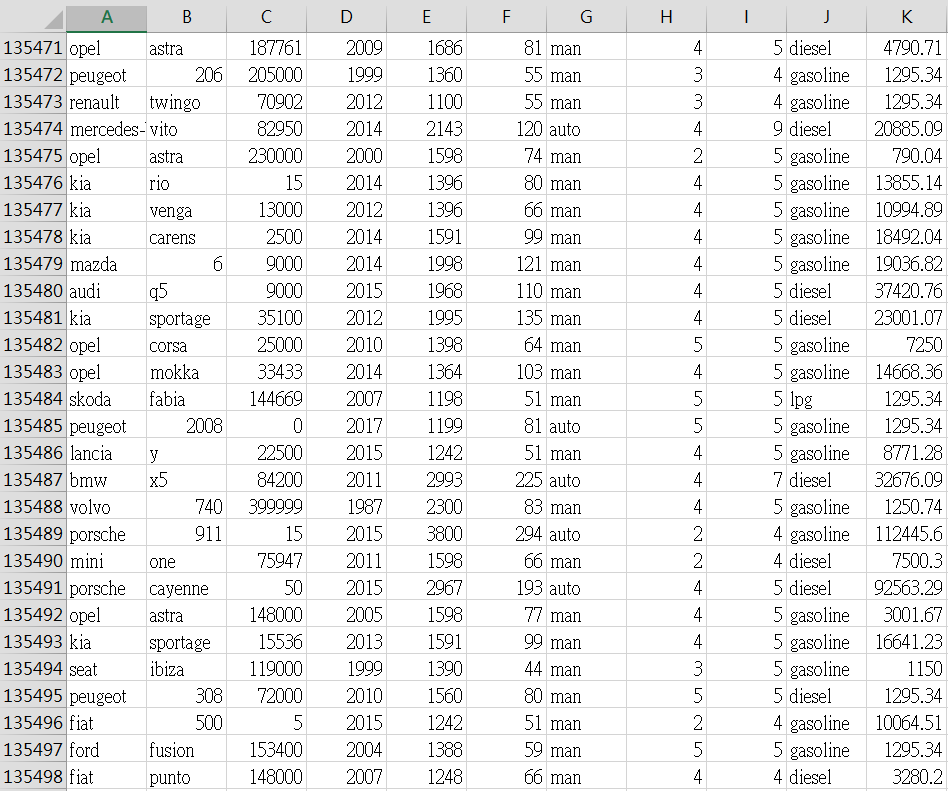 A B C D E F G H I J K
135471 opel astra 187761 2009 1686 81 man 4 5 diesel 4790.71
135472 peugeot 206 205000 1999 1360 55 man 3 4 gasoline 1295.34
135473 renault twingo 70902 2012 1100 55 man 3 4 gasoline 1295.34
135474 mercedes- vito 82950 2014 2143 120 auto 4 9 diesel 20885.09
135475 opel astra 230000 2000 1598 74 man 2 5 gasoline 790.04
135476 kia rio 15 2014 1396 80 man 4 5 gasoline 13855.14
135477 kia venga 13000 2012 1396 66 man 4 5 gasoline 10994.89
135478 kia carens 2500 2014 1591 99 man 4 5 gasoline 18492.04
135479 mazda 6 9000 2014 1998 121 man 4 5 gasoline 19036.82
135480 audi q5 9000 2015 1968 110 man 4 5 diesel 37420.76
135481 kia sportage 35100 2012 1995 135 man 4 5 diesel 23001.07
135482 opel corsa 25000 2010 1398 64 man 5 5 gasoline 7250
135483 opel mokka 33433 2014 1364 103 man 4 5 gasoline 14668.36
135484 skoda fabia 144669 2007 1198 51 man 5 5 lpg 1295.34
135485 peugeot 2008 0 2017 1199 81 auto 5 5 gasoline 1295.34
135486 lancia y 22500 2015 1242 51 man 4 5 gasoline 8771.28
135487 bmw x5 84200 2011 2993 225 auto 4 7 diesel 32676.09
135488 volvo 740 399999 1987 2300 83 man 4 5 gasoline 1250.74
135489 porsche 911 15 2015 3800 294 auto 2 4 gasoline 112445.6
135490 mini one 75947 2011 1598 66 man 2 4 diesel 7500.3
135491 porsche cayenne 50 2015 2967 193 auto 4 5 diesel 92563.29
135492 opel astra 148000 2005 1598 77 man 4 5 gasoline 3001.67
135493 kia sportage 15536 2013 1591 99 man 4 5 gasoline 16641.23
135494 seat ibiza 119000 1999 1390 44 man 3 5 gasoline 1150
135495 peugeot 308 72000 2010 1560 80 man 5 5 diesel 1295.34
135496 fiat 500 5 2015 1242 51 man 2 4 gasoline 10064.51
135497 ford fusion 153400 2004 1388 59 man 5 5 gasoline 1295.34
135498 fiat punto 148000 2007 1248 66 man 4 4 diesel 3280.2